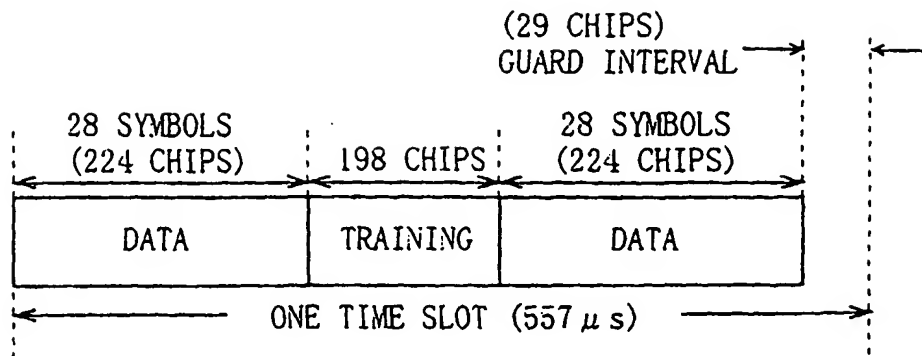 (29 CHIPS)
GUARD INTERVAL
28 SYMBOLS
(224 CHIPS)
198 CHIPS
28 SYMBOLS
(224 CHIPS)
DATA
TRAINING
DATA
ONE TIME SLOT (557 μs)